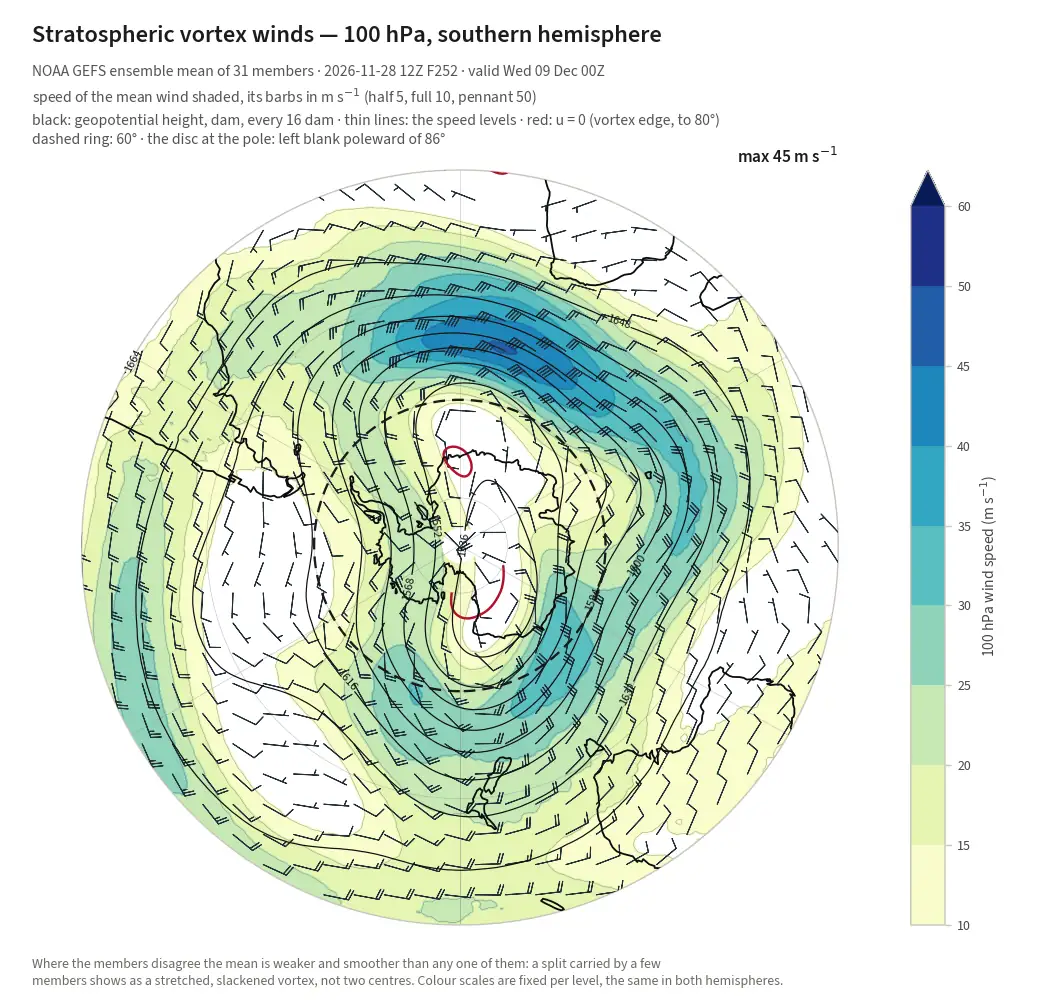 Stratospheric vortex winds — 100 hPa, southern hemisphere
NOAA GEFS ensemble mean of 31 members · 2026-11-28 12Z F252 · valid Wed 09 Dec 00Z
speed of the mean wind shaded, its barbs in m s⁻¹ (half 5, full 10, pennant 50)
black: geopotential height, dam, every 16 dam · thin lines: the speed levels · red: u = 0 (vortex edge, to 80°)
dashed ring: 60° · the disc at the pole: left blank poleward of 86°
max 45 m s⁻¹
60
50
45
40
35
30
25
20
15
10
100 hPa wind speed (m s⁻¹)
1648
1664
1616
Where the members disagree the mean is weaker and smoother than any one of them: a split carried by a few
members shows as a stretched, slackened vortex, not two centres. Colour scales are fixed per level, the same in both hemispheres.